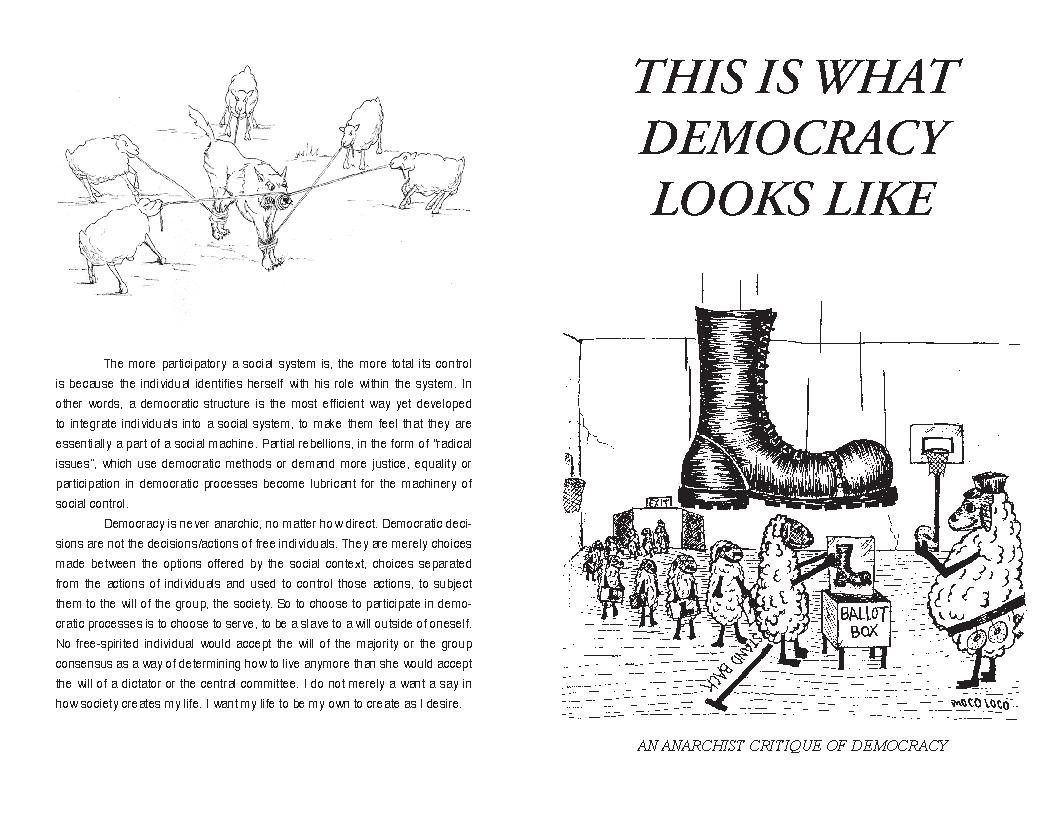 The more participatory a social system is, the more total its control
is because the individual identifies herself with his role within the system. In
other words, a democratic structure is the most efficient way yet developed
to integrate individuals into a social system, to make them feel that they are
essentially a part of a social machine. Partial rebellions, in the form of "radical
issues", which use democratic methods or demand more justice, equality or
participation in democratic processes become lubricant for the machinery of
social control.
Democracy is never anarchic, no matter how direct. Democratic deci-
sions are not the decisions/actions of free individuals. They are merely choices
made between the options offered by the social context, choices separated
from the actions of individuals and used to control those actions, to subject
them to the will of the group, the society. So to choose to participate in demo-
cratic processes is to choose to serve, to be a slave to a will outside of oneself.
No free-spirited individual would accept the will of the majority or the group
consensus as a way of determining how to live anymore than she would accept
the will of a dictator or the central committee. I do not merely a want a say in
how society creates my life. I want my life to be my own to create as I desire.
THIS IS WHAT
DEMOCRACY
LOOKS LIKE
EXIT
BALLOT
BOX
STAND BACK
MOCO LOCO
AN ANARCHIST CRITIQUE OF DEMOCRACY